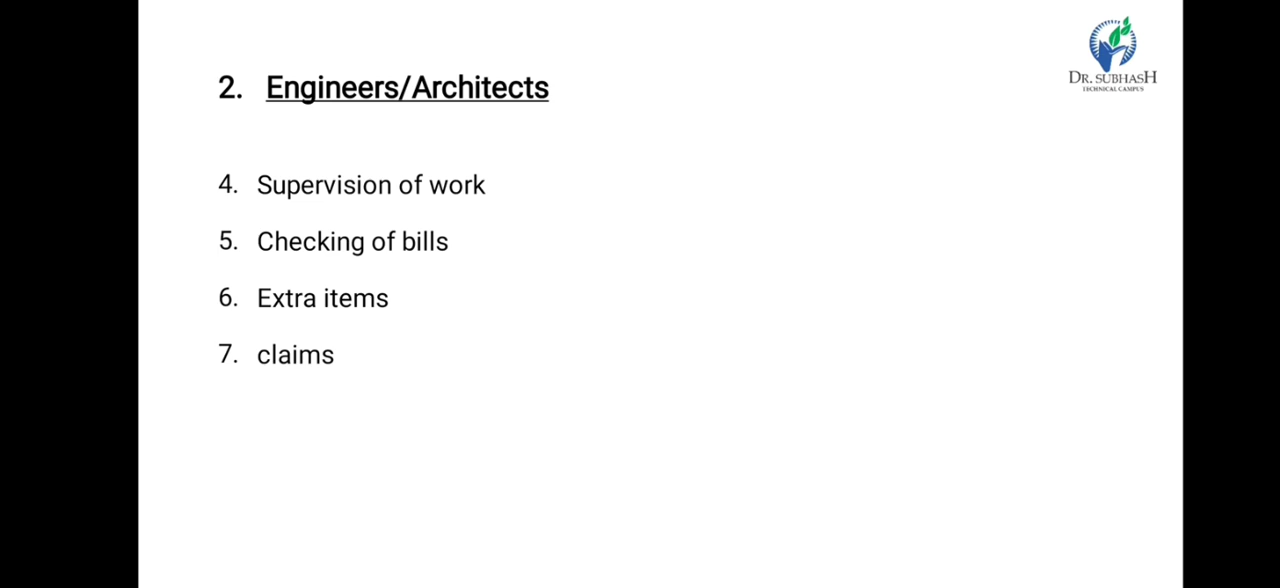 DR. SUBHASH
TECHNICAL CAMPUS
2. Engineers/Architects
4. Supervision of work
5. Checking of bills
6. Extra items
7. claims